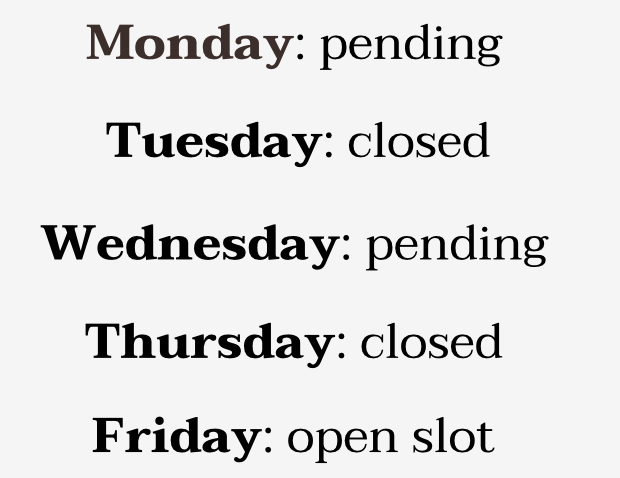 Monday: pending
Tuesday: closed
Wednesday: pending
Thursday: closed
Friday: open slot